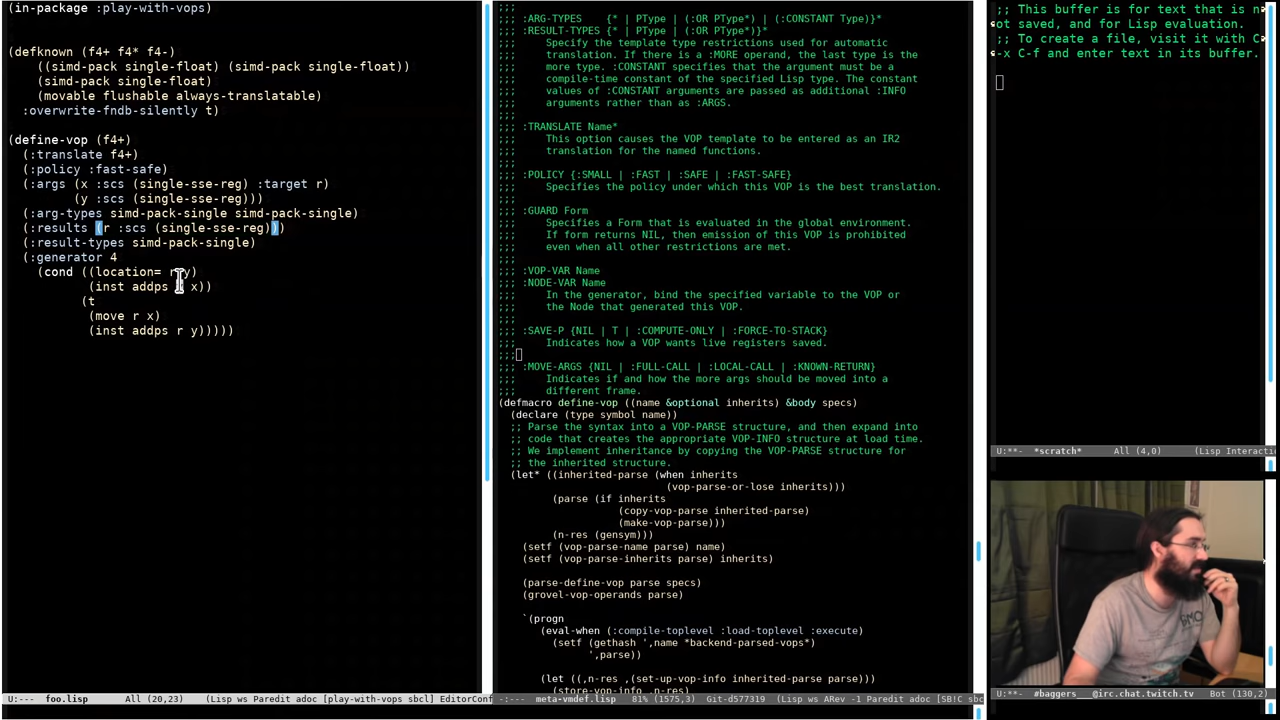 (in-package :play-with-vops)
(defknown (f4+ f4* f4-)
((simd-pack single-float) (simd-pack single-float))
(simd-pack single-float)
(movable flushable always-translatable)
:overwrite-fndb-silently t)
(define-vop (f4+)
(:translate f4+)
(:policy :fast-safe)
(:args (x :scs (single-sse-reg) :target r)
(y :scs (single-sse-reg)))
(:arg-types simd-pack-single simd-pack-single)
(:results (r :scs (single-sse-reg)))
(:result-types simd-pack-single)
(:generator 4
(cond ((location= r y)
(inst addps x))
(t
(move r x)
(inst addps r y)))))
U:--- foo.lisp All (20,23) (Lisp ws Paredit adoc [play-with-vops sbcl] EditorConf
;;;
;;; :ARG-TYPES {* | PType | (:OR PType*) | (:CONSTANT Type)}*
;;; :RESULT-TYPES {* | PType | (:OR PType*)}*
;;; Specify the template type restrictions used for automatic
;;; translation. If there is a :MORE operand, the last type is the
;;; more type. :CONSTANT specifies that the argument must be a
;;; compile-time constant of the specified Lisp type. The constant
;;; values of :CONSTANT arguments are passed as additional :INFO
;;; arguments rather than as :ARGS.
;;;
;;; :TRANSLATE Name*
;;; This option causes the VOP template to be entered as an IR2
;;; translation for the named functions.
;;;
;;; :POLICY {:SMALL | :FAST | :SAFE | :FAST-SAFE}
;;; Specifies the policy under which this VOP is the best translation.
;;;
;;; :GUARD Form
;;; Specifies a Form that is evaluated in the global environment.
;;; If form returns NIL, then emission of this VOP is prohibited
;;; even when all other restrictions are met.
;;;
;;; :VOP-VAR Name
;;; :NODE-VAR Name
;;; In the generator, bind the specified variable to the VOP or
;;; the Node that generated this VOP.
;;;
;;; :SAVE-P {NIL | T | :COMPUTE-ONLY | :FORCE-TO-STACK}
;;; Indicates how a VOP wants live registers saved.
;;;
;;; :MOVE-ARGS {NIL | :FULL-CALL | :LOCAL-CALL | :KNOWN-RETURN}
;;; Indicates if and how the more args should be moved into a
;;; different frame.
(defmacro define-vop ((name &optional inherits) &body specs)
(declare (type symbol name))
;; Parse the syntax into a VOP-PARSE structure, and then expand into
;; code that creates the appropriate VOP-INFO structure at load time.
;; We implement inheritance by copying the VOP-PARSE structure for
;; the inherited structure.
(let* ((inherited-parse (when inherits
(vop-parse-or-lose inherits)))
(parse (if inherits
(copy-vop-parse inherited-parse)
(make-vop-parse)))
(n-res (gensym)))
(setf (vop-parse-name parse) name)
(setf (vop-parse-inherits parse) inherits)
(parse-define-vop parse specs)
(grovel-vop-operands parse)
`(progn
(eval-when (:compile-toplevel :load-toplevel :execute)
(setf (gethash ',name *backend-parsed-vops*)
',parse))
(let ((,n-res ,(set-up-vop-info inherited-parse parse)))
(store-vop-info ,n-res)
-:--- meta-vmdef.lisp 81% (1575,3) Git-d577319 (Lisp ws ARev -1 Paredit adoc [SB!C sbc
;; This buffer is for text that is n
ot saved, and for Lisp evaluation.
;; To create a file, visit it with C
-x C-f and enter text in its buffer.
U:**- *scratch* All (4,0) (Lisp Interacti
U:**- #baggers___@irc.chat.twitch.tv Bot (130,2)